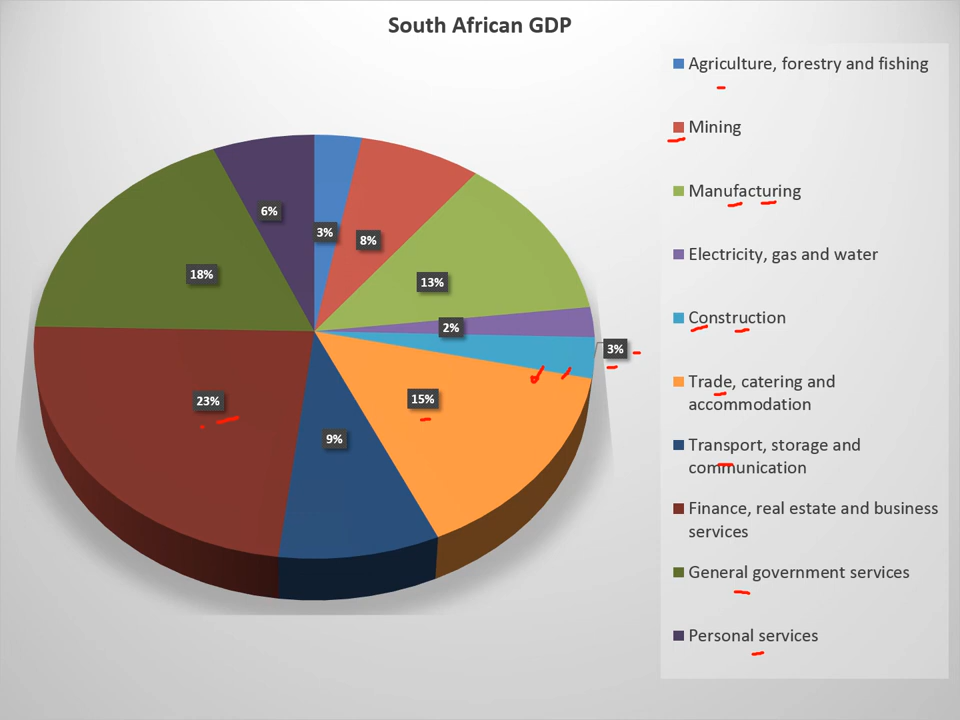 South African GDP
Agriculture, forestry and fishing
Mining
Manufacturing
Electricity, gas and water
Construction
Trade, catering and
accommodation
Transport, storage and
communication
Finance, real estate and business
services
General government services
Personal services
3%
8%
13%
2%
3%
15%
9%
23%
18%
6%